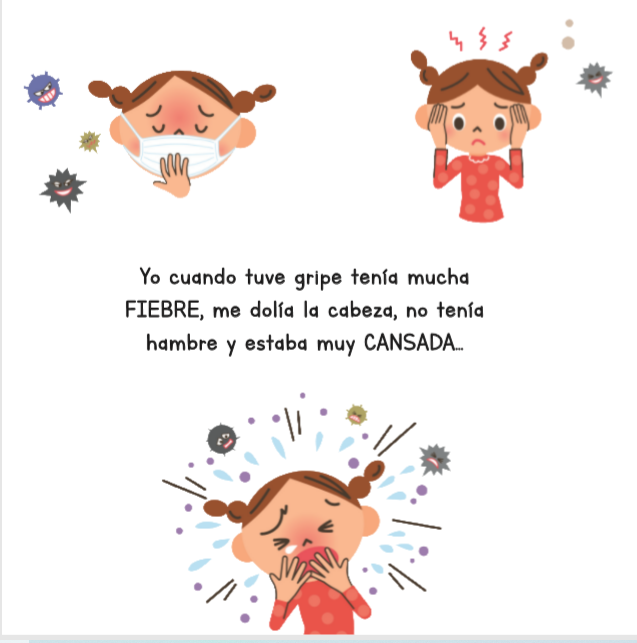 Yo cuando tuve gripe tenía mucha
FIEBRE, me dolía la cabeza, no tenía
hambre y estaba muy CANSADA...